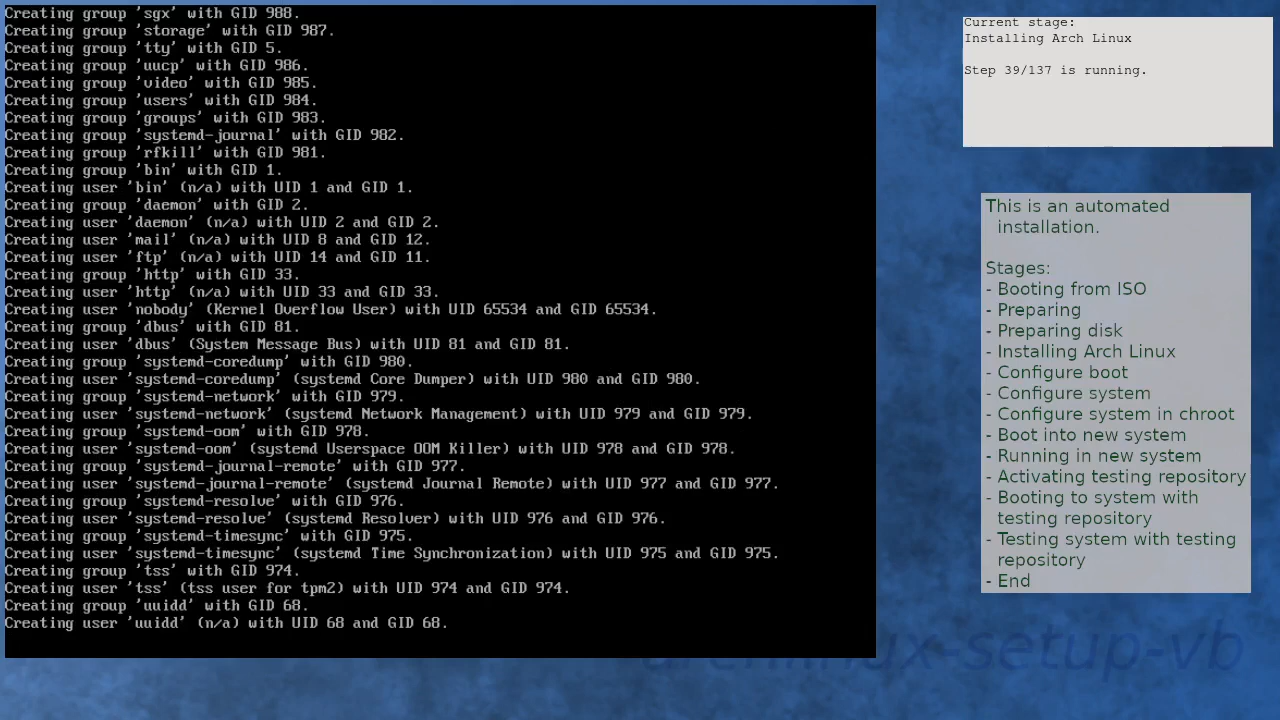 Creating group 'sgx' with GID 988.
Creating group 'storage' with GID 987.
Creating group 'tty' with GID 5.
Creating group 'uucp' with GID 986.
Creating group 'video' with GID 985.
Creating group 'users' with GID 984.
Creating group 'groups' with GID 983.
Creating group 'systemd-journal' with GID 982.
Creating group 'rfkill' with GID 981.
Creating group 'bin' with GID 1.
Creating user 'bin' (n/a) with UID 1 and GID 1.
Creating group 'daemon' with GID 2.
Creating user 'daemon' (n/a) with UID 2 and GID 2.
Creating user 'mail' (n/a) with UID 8 and GID 12.
Creating user 'ftp' (n/a) with UID 14 and GID 11.
Creating group 'http' with GID 33.
Creating user 'http' (n/a) with UID 33 and GID 33.
Creating user 'nobody' (Kernel Overflow User) with UID 65534 and GID 65534.
Creating group 'dbus' with GID 81.
Creating user 'dbus' (System Message Bus) with UID 81 and GID 81.
Creating group 'systemd-coredump' with GID 980.
Creating user 'systemd-coredump' (systemd Core Dumper) with UID 980 and GID 980.
Creating group 'systemd-network' with GID 979.
Creating user 'systemd-network' (systemd Network Management) with UID 979 and GID 979.
Creating group 'systemd-oom' with GID 978.
Creating user 'systemd-oom' (systemd Userspace OOM Killer) with UID 978 and GID 978.
Creating group 'systemd-journal-remote' with GID 977.
Creating user 'systemd-journal-remote' (systemd Journal Remote) with UID 977 and GID 977.
Creating group 'systemd-resolve' with GID 976.
Creating user 'systemd-resolve' (systemd Resolver) with UID 976 and GID 976.
Creating group 'systemd-timesync' with GID 975.
Creating user 'systemd-timesync' (systemd Time Synchronization) with UID 975 and GID 975.
Creating group 'tss' with GID 974.
Creating user 'tss' (tss user for tpm2) with UID 974 and GID 974.
Creating group 'uuidd' with GID 68.
Creating user 'uuidd' (n/a) with UID 68 and GID 68.
Current stage:
Installing Arch Linux
Step 39/137 is running.
This is an automated
installation.
Stages:
- Booting from ISO
- Preparing
- Preparing disk
- Installing Arch Linux
- Configure boot
- Configure system
- Configure system in chroot
- Boot into new system
- Running in new system
- Activating testing repository
- Booting to system with
testing repository
- Testing system with testing
repository
- End
archlinux-setup-vb